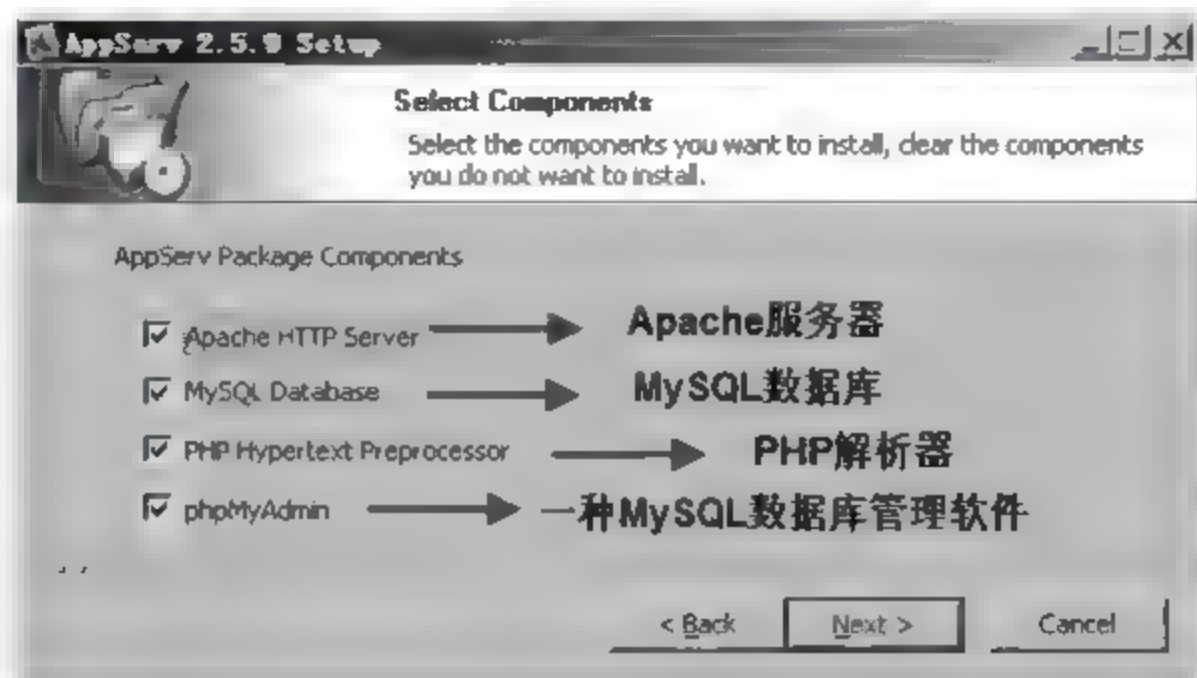 AppServ 2.5.9 Setup
Select Components
Select the components you want to install, clear the components
you do not want to install.
AppServ Package Components
Apache HTTP Server Apache服务器
MySQL Database MySQL数据库
PHP Hypertext Preprocessor PHP解析器
phpMyAdmin 一种MySQL数据库管理软件
< Back Next > Cancel